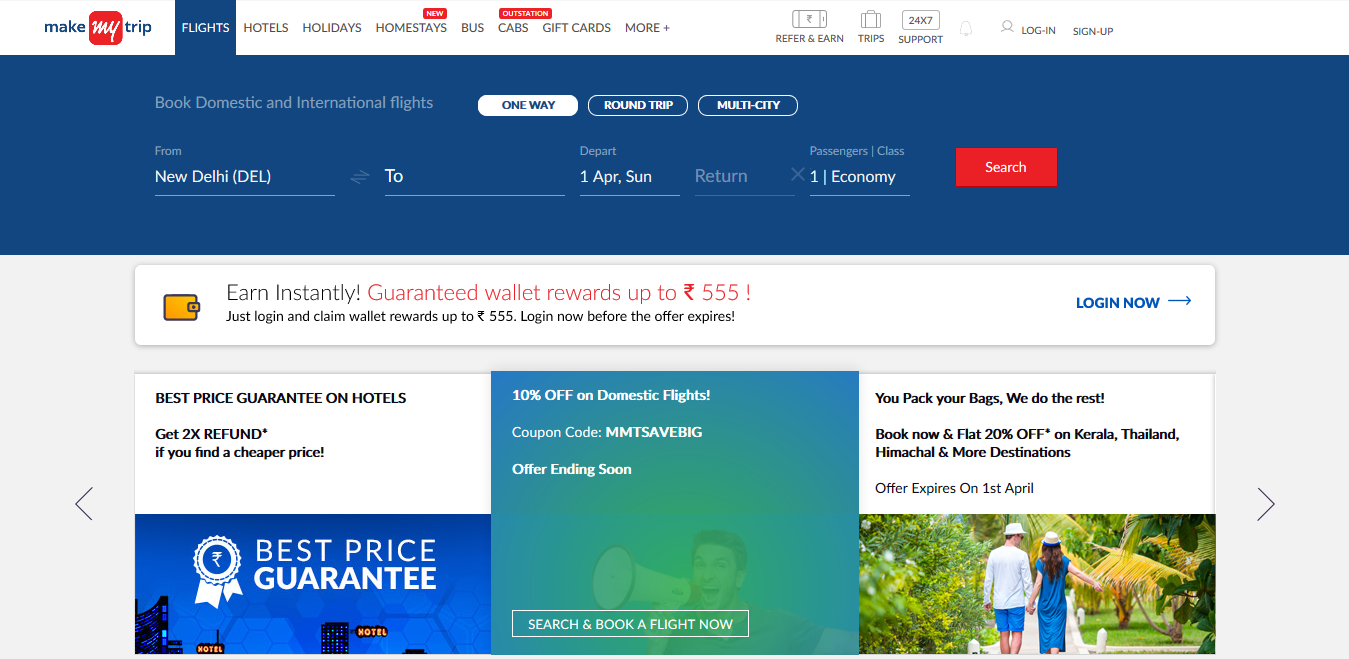 make my trip
FLIGHTS
HOTELS
HOLIDAYS
NEW
HOMESTAYS
BUS
OUTSTATION
CABS
GIFT CARDS
MORE +
₹
REFER & EARN
TRIPS
24X7
SUPPORT
LOG-IN
SIGN-UP
Book Domestic and International flights
ONE WAY
ROUND TRIP
MULTI-CITY
From
New Delhi (DEL)
To
Depart
1 Apr, Sun
Return
Passengers | Class
1 | Economy
Search
Earn Instantly! Guaranteed wallet rewards up to ₹ 555 !
Just login and claim wallet rewards up to ₹ 555. Login now before the offer expires!
LOGIN NOW
BEST PRICE GUARANTEE ON HOTELS
Get 2X REFUND*
if you find a cheaper price!
₹
BEST PRICE
GUARANTEE
HOTEL
HOTEL
10% OFF on Domestic Flights!
Coupon Code: MMTSAVEBIG
Offer Ending Soon
SEARCH & BOOK A FLIGHT NOW
You Pack your Bags, We do the rest!
Book now & Flat 20% OFF* on Kerala, Thailand,
Himachal & More Destinations
Offer Expires On 1st April